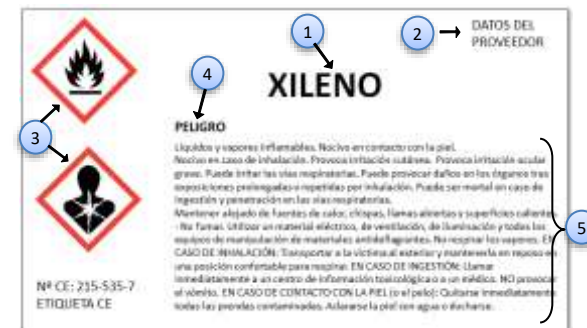 1
2
DATOS DEL
PROVEEDOR
XILENO
4
3
PELIGRO
Líquidos y vapores inflamables. Nocivo en contacto con la piel.
Nocivo en caso de inhalación. Provoca irritación cutánea. Provoca irritación ocular
grave. Puede irritar las vías respiratorias. Puede provocar daños en los órganos tras
exposiciones prolongadas o repetidas por inhalación. Puede ser mortal en caso de
ingestión y penetración en las vías respiratorias.
Mantener alejado de fuentes de calor, chispas, llamas abiertas y superficies calientes.
- No fumar. Utilizar un material eléctrico, de ventilación, de iluminación y todos los
equipos de manipulación de materiales antideflagrantes. No respirar los vapores. EN
CASO DE INHALACIÓN: Transportar a la víctima al exterior y mantenerla en reposo en
una posición confortable para respirar. EN CASO DE INGESTIÓN: Llamar
inmediatamente a un centro de información toxicológica o a un médico. NO provocar
el vómito. EN CASO DE CONTACTO CON LA PIEL (o el pelo): Quitarse inmediatamente
todas las prendas contaminadas. Aclararse la piel con agua o ducharse.
5
Nº CE: 215-535-7
ETIQUETA CE